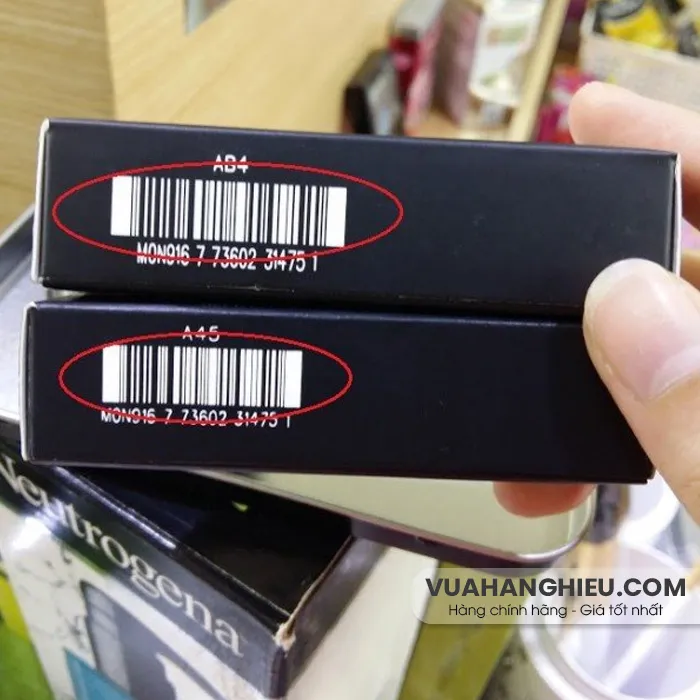 AB4
MON916 7 73602 31475 1
A45
MON916 7 73602 31475 1
Neutrogena
VUAHANGHIEU.COM
Hàng chính hãng - Giá tốt nhất